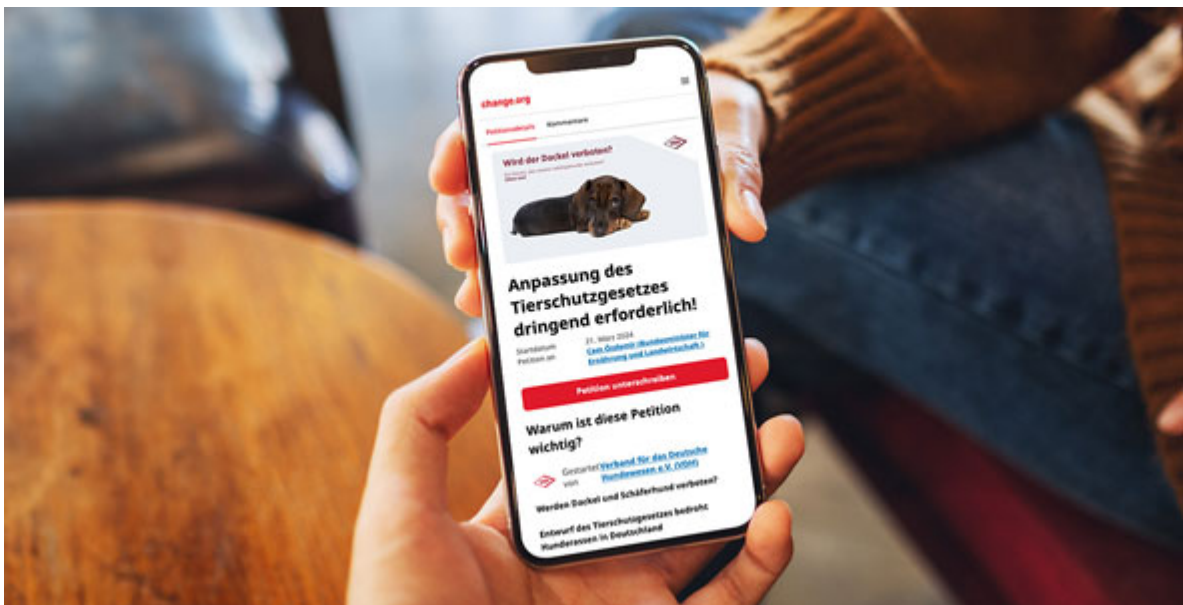 change.org
Petitionsdetails Kommentare
Wird der Dackel verboten?
Anpassung des
Tierschutzgesetzes
dringend erforderlich!
Startdatum 21. März 2024
Petition an Cem Özdemir (Bundesminister für
Ernährung und Landwirtschaft )
Petition unterschreiben
Warum ist diese Petition
wichtig?
Gestartet Verband für das Deutsche
von Hundewesen e.V. (VDH)
Werden Dackel und Schäferhund verboten?
Entwurf des Tierschutzgesetzes bedroht
Hunderassen in Deutschland